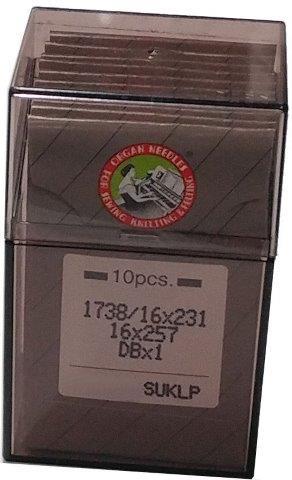 ORGAN NEEDLES
FOR SEWING, KNITTING & FELTING
10pcs.
1738/16x231
16x257
DBx1
SUKLP